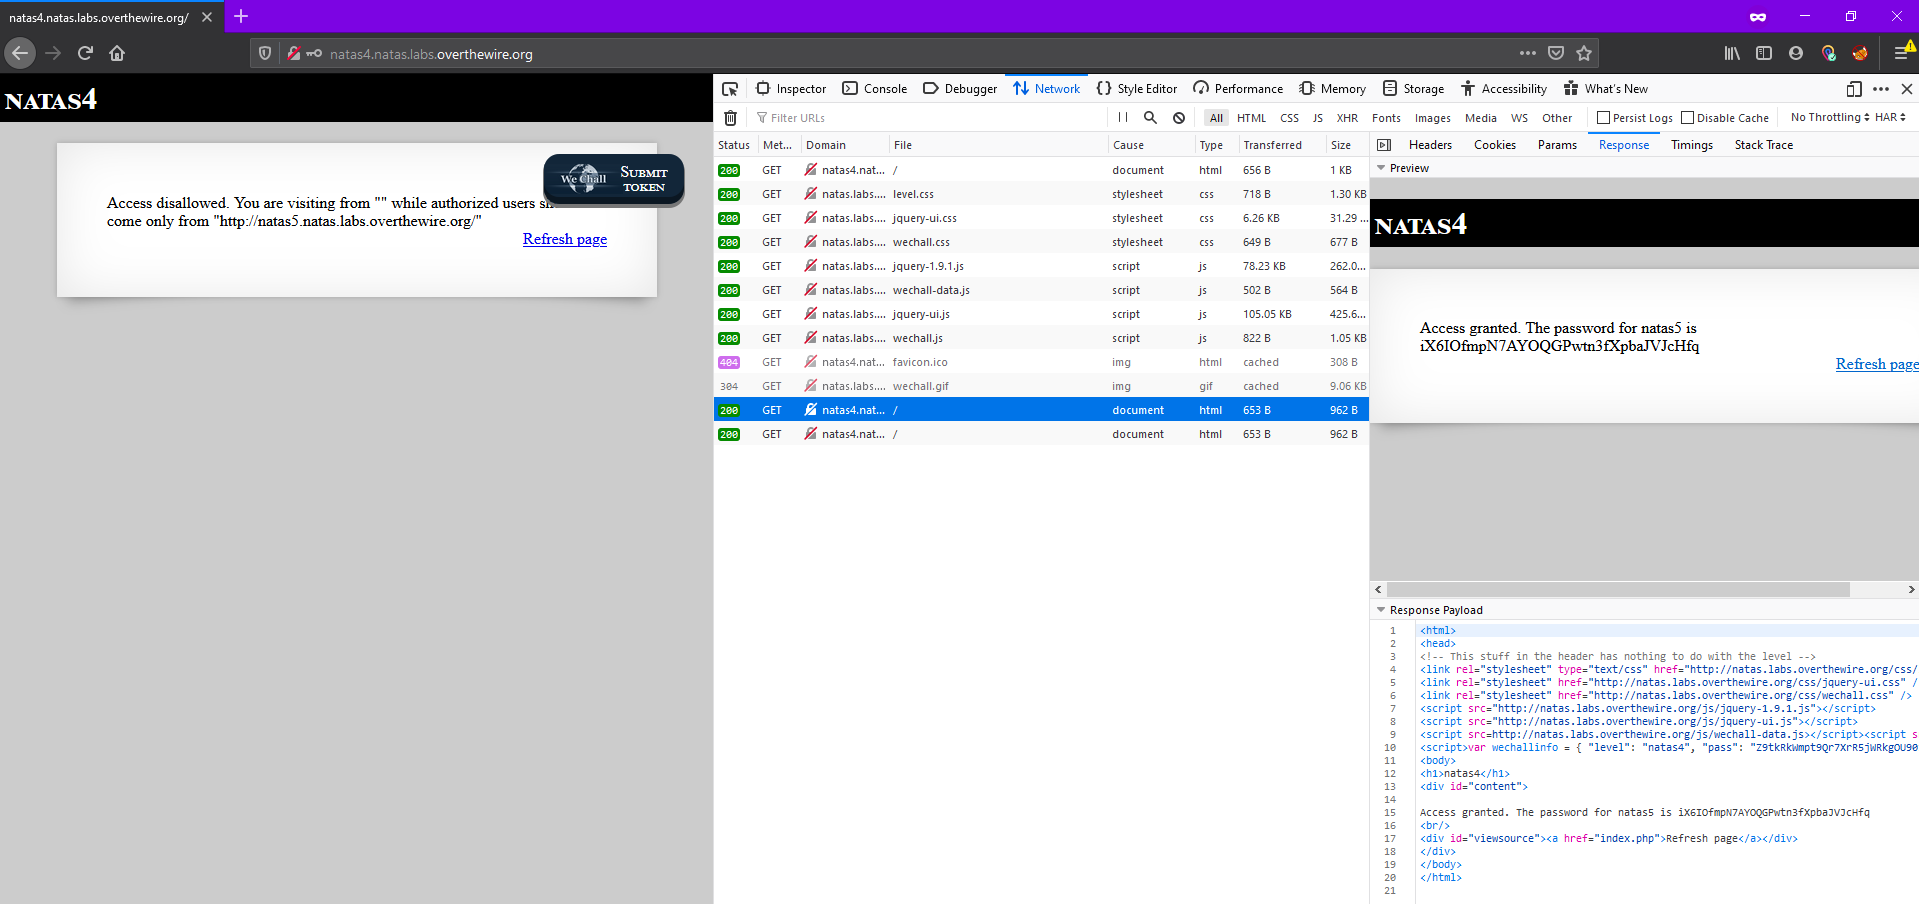 natas4.natas.labs.overthewire.org/
natas4.natas.labs.overthewire.org
NATAS4
We Chall
SUBMIT
TOKEN
Access disallowed. You are visiting from "" while authorized users
come only from "http://natas5.natas.labs.overthewire.org/"
Refresh page
Inspector Console Debugger Network Style Editor Performance Memory Storage Accessibility What's New
Filter URLs All HTML CSS JS XHR Fonts Images Media WS Other Persist Logs Disable Cache No Throttling HAR
Status Met... Domain File Cause Type Transferred Size
200 GET natas4.nat... / document html 656 B 1 KB
200 GET natas.labs.... level.css stylesheet css 718 B 1.30 KB
200 GET natas.labs.... jquery-ui.css stylesheet css 6.26 KB 31.29 ...
200 GET natas.labs.... wechall.css stylesheet css 649 B 677 B
200 GET natas.labs.... jquery-1.9.1.js script js 78.23 KB 262.0...
200 GET natas.labs.... wechall-data.js script js 502 B 564 B
200 GET natas.labs.... jquery-ui.js script js 105.05 KB 425.6...
200 GET natas.labs.... wechall.js script js 822 B 1.05 KB
404 GET natas4.nat... favicon.ico img html cached 308 B
304 GET natas.labs.... wechall.gif img gif cached 9.06 KB
200 GET natas4.nat... / document html 653 B 962 B
200 GET natas4.nat... / document html 653 B 962 B
Headers Cookies Params Response Timings Stack Trace
Preview
NATAS4
Access granted. The password for natas5 is
iX6IOfmpN7AYOQGPwtn3fXpbaJVJcHfq
Refresh page
Response Payload
1 <html>
2 <head>
3 <!-- This stuff in the header has nothing to do with the level -->
4 <link rel="stylesheet" type="text/css" href="http://natas.labs.overthewire.org/css/
5 <link rel="stylesheet" href="http://natas.labs.overthewire.org/css/jquery-ui.css" /
6 <link rel="stylesheet" href="http://natas.labs.overthewire.org/css/wechall.css" />
7 <script src="http://natas.labs.overthewire.org/js/jquery-1.9.1.js"></script>
8 <script src="http://natas.labs.overthewire.org/js/jquery-ui.js"></script>
9 <script src=http://natas.labs.overthewire.org/js/wechall-data.js></script><script s
10 <script>var wechallinfo = { "level": "natas4", "pass": "Z9tkRkWmpt9Qr7XrR5jWRkgOU90
11 <body>
12 <h1>natas4</h1>
13 <div id="content">
14
15 Access granted. The password for natas5 is iX6IOfmpN7AYOQGPwtn3fXpbaJVJcHfq
16 <br/>
17 <div id="viewsource"><a href="index.php">Refresh page</a></div>
18 </div>
19 </body>
20 </html>
21